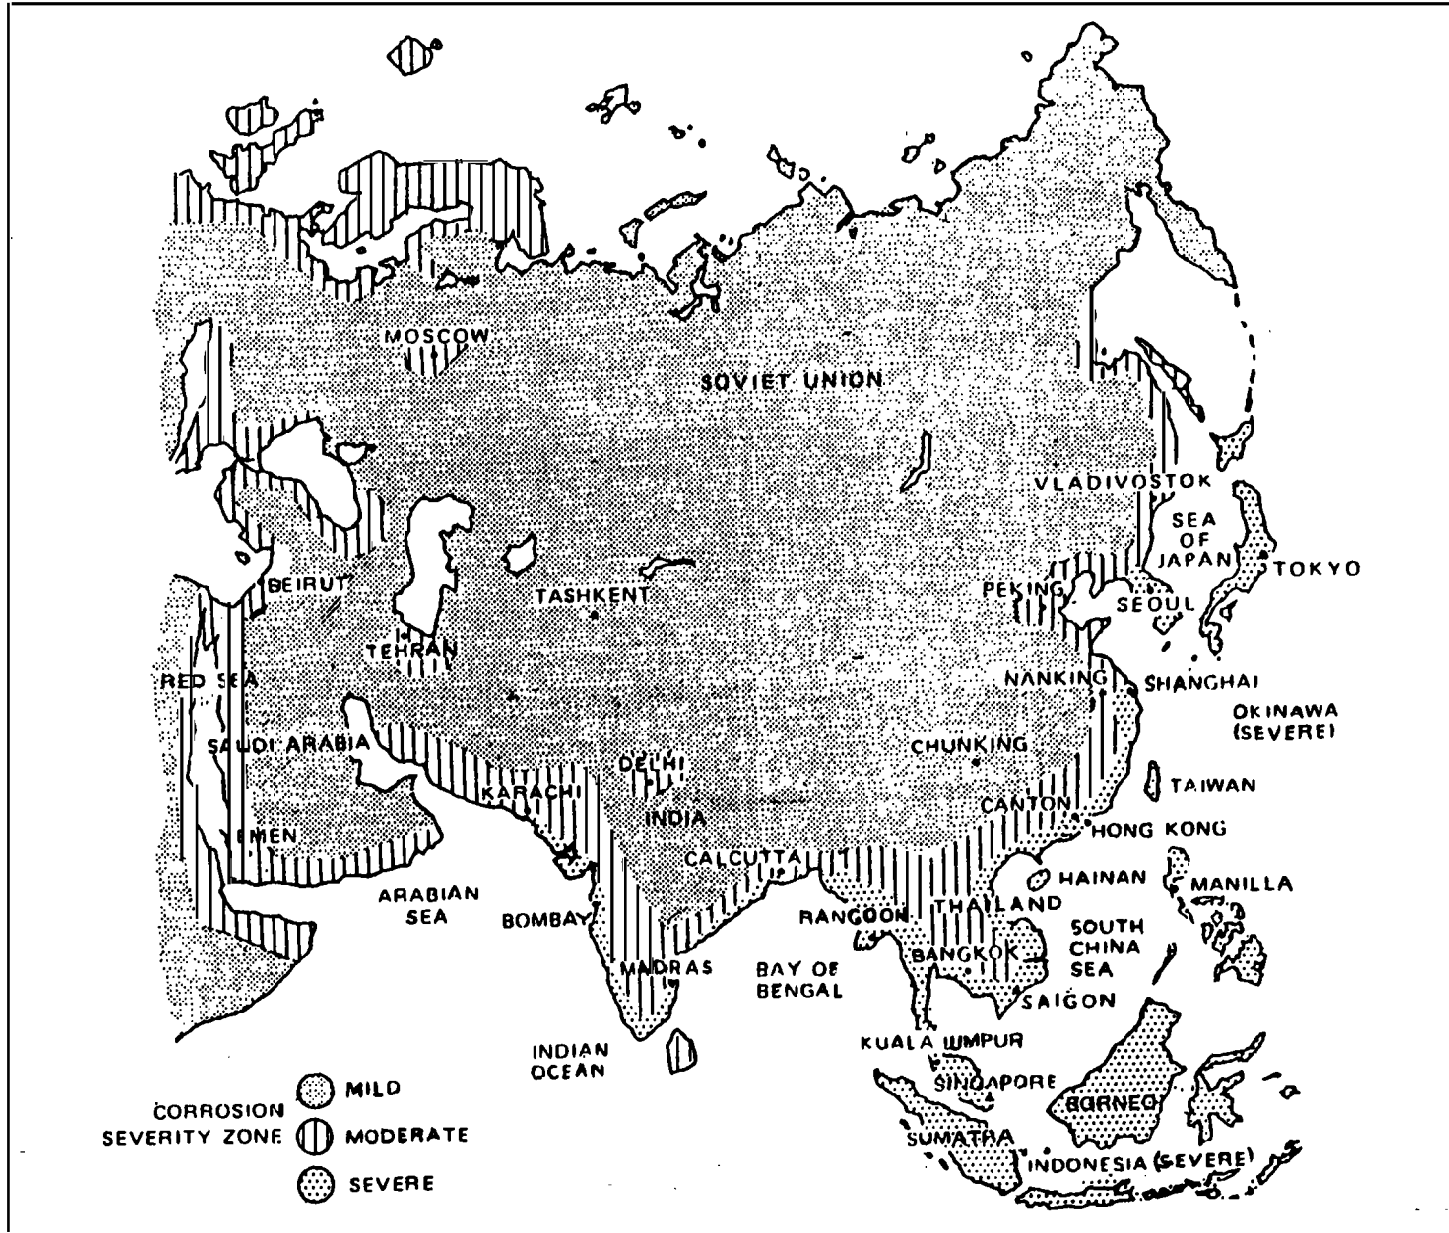 MOSCOW
SOVIET UNION
VLADIVOSTOK
SEA
OF
JAPAN
TOKYO
BEIRUT
TASHKENT
PEKING
SEOUL
TEHRAN
RED SEA
NANKING
SHANGHAI
OKINAWA
(SEVERE)
SAUDI ARABIA
CHUNKING
DELHI
KARACHI
TAIWAN
INDIA
CANTON
HONG KONG
YEMEN
CALCUTTA
HAINAN
MANILLA
ARABIAN
SEA
BOMBAY
RANGOON
THAILAND
SOUTH
CHINA
SEA
BANGKOK
MADRAS
BAY OF
BENGAL
SAIGON
INDIAN
OCEAN
KUALA LUMPUR
SINGAPORE
BORNEO
SUMATRA
INDONESIA (SEVERE)
CORROSION
SEVERITY ZONE
MILD
MODERATE
SEVERE